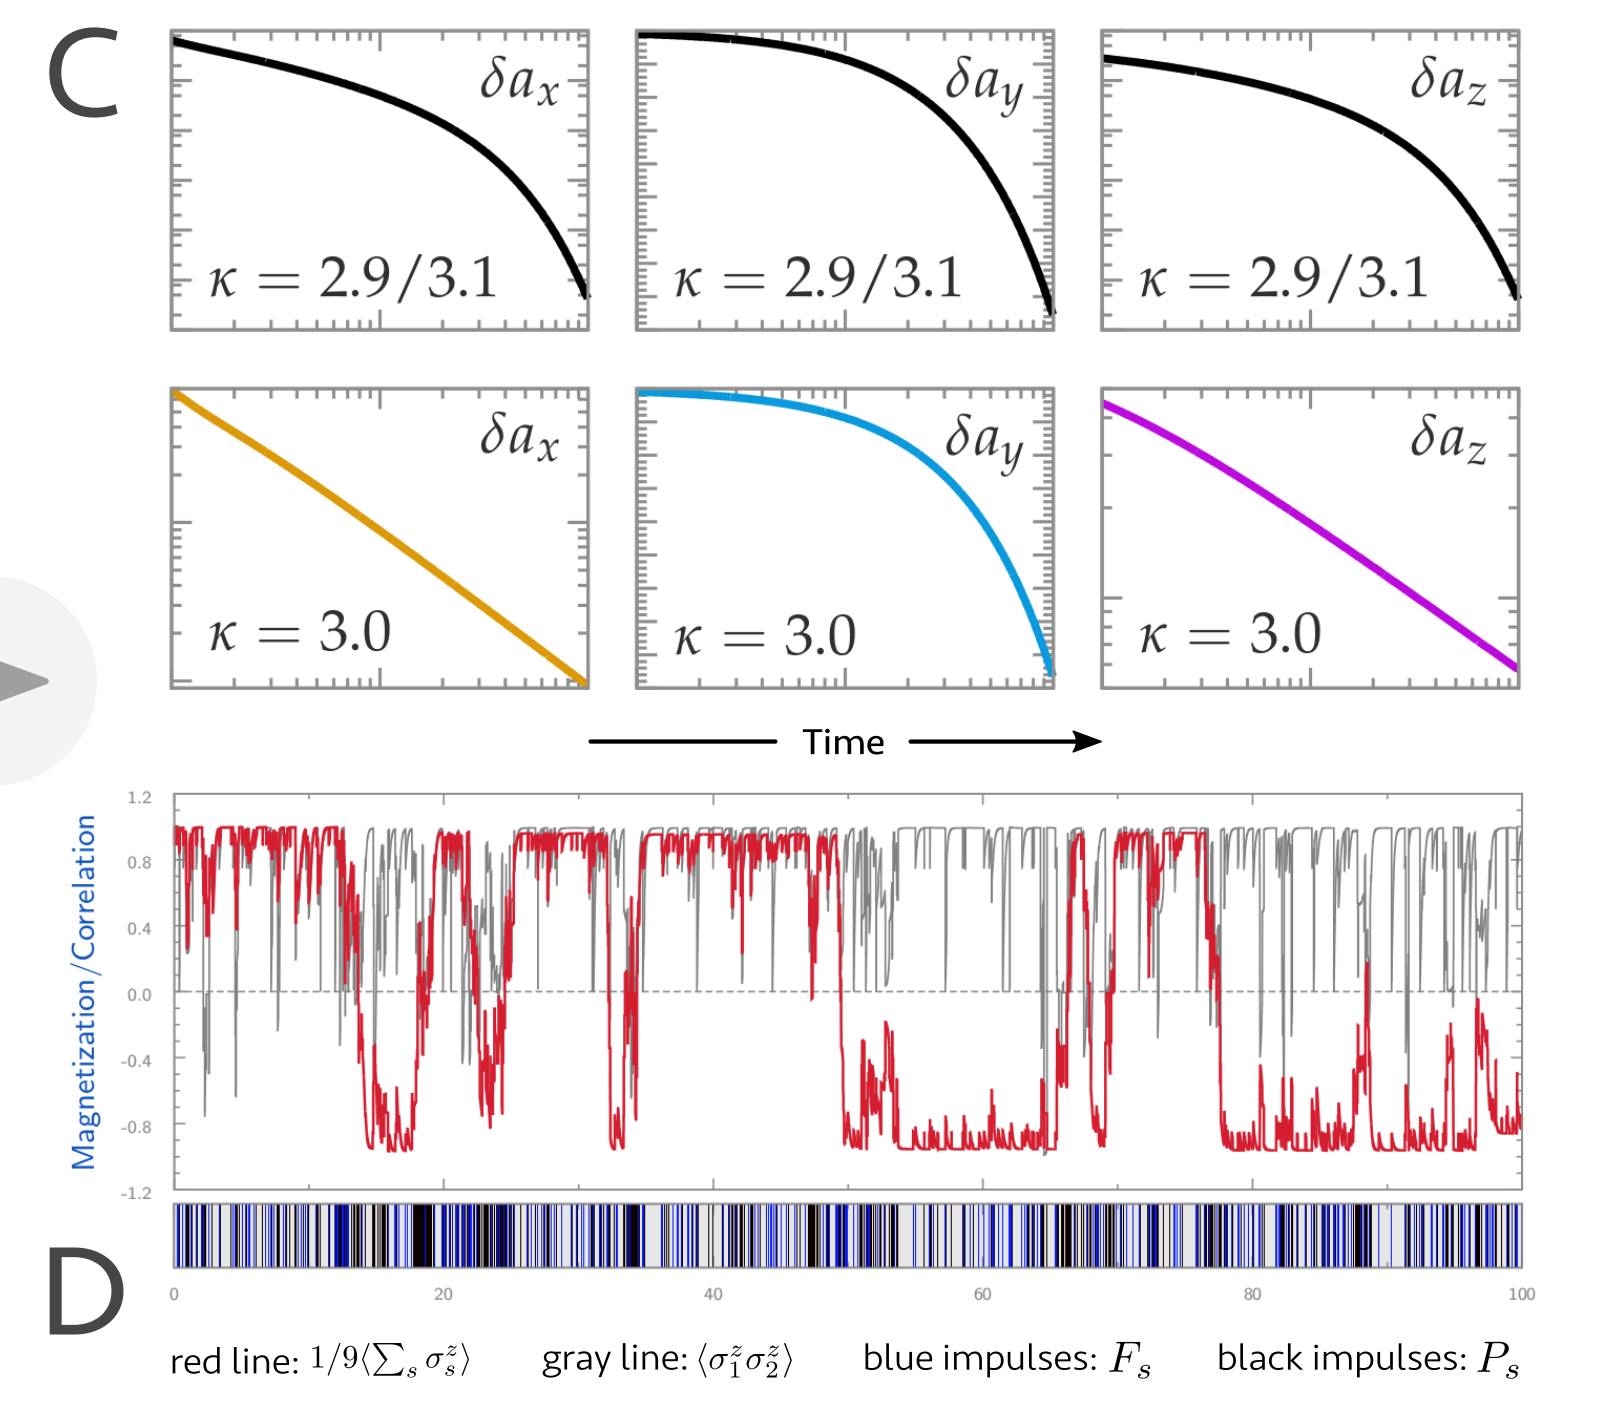 C
δa_x
δa_y
δa_z
κ = 2.9/3.1
κ = 2.9/3.1
κ = 2.9/3.1
δa_x
δa_y
δa_z
κ = 3.0
κ = 3.0
κ = 3.0
Time
Magnetization / Correlation
1.2
0.8
0.4
0.0
-0.4
-0.8
-1.2
D
0 20 40 60 80 100
red line: 1/9⟨∑_s σ_s^z⟩ gray line: ⟨σ_1^z σ_2^z⟩ blue impulses: F_s black impulses: P_s